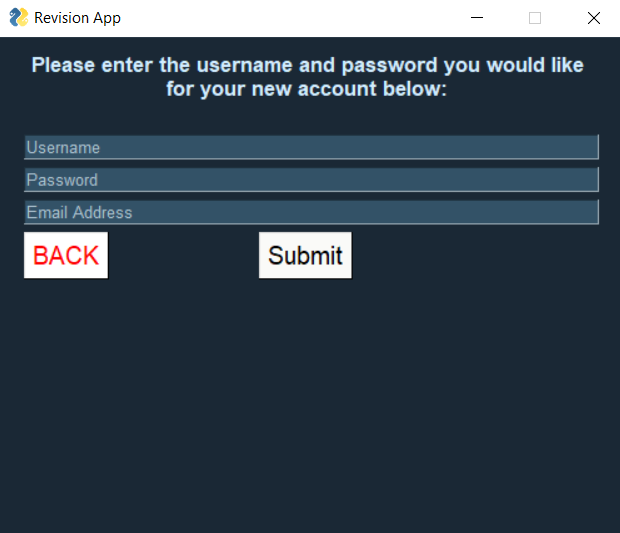 Revision App
Please enter the username and password you would like
for your new account below:
Username
Password
Email Address
BACK Submit